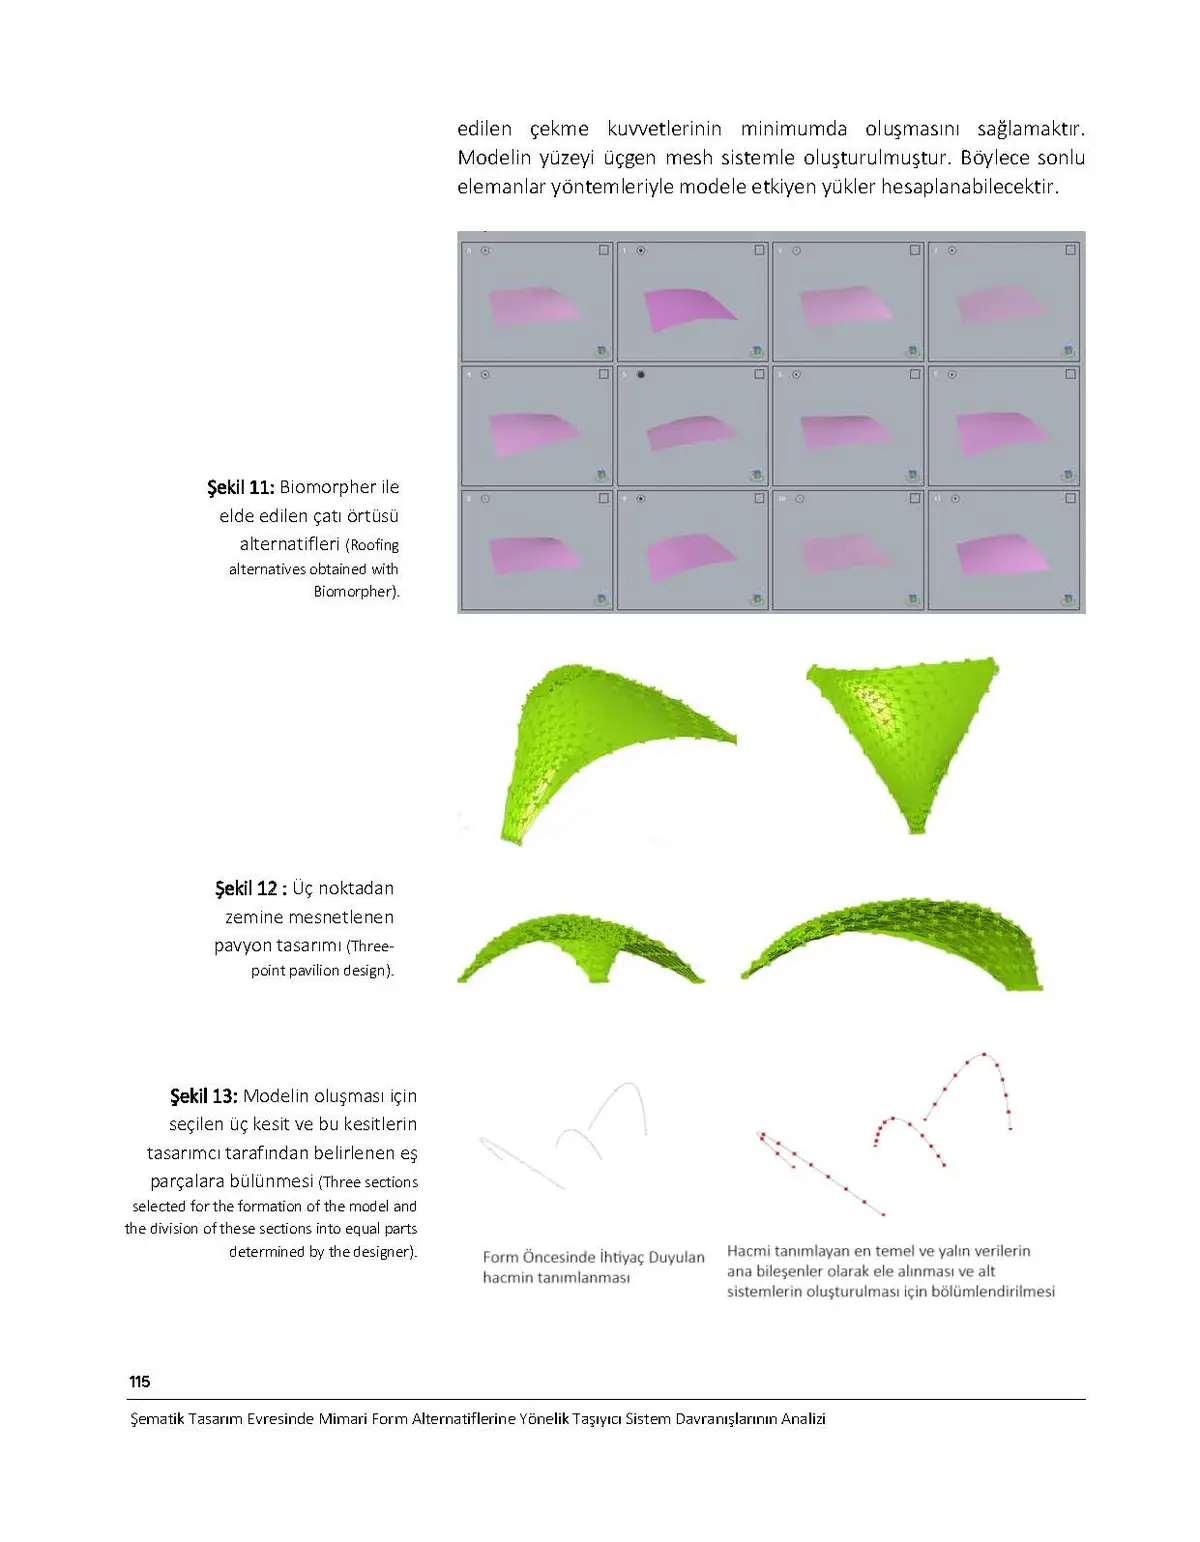 edilen çekme kuvvetlerinin minimumda oluşmasını sağlamaktır.
Modelin yüzeyi üçgen mesh sistemle oluşturulmuştur. Böylece sonlu
elemanlar yöntemleriyle modele etkiyen yükler hesaplanabilecektir.
Şekil 11: Biomorpher ile
elde edilen çatı örtüsü
alternatifleri (Roofing
alternatives obtained with
Biomorpher).
Şekil 12 : Üç noktadan
zemine mesnetlenen
pavyon tasarımı (Three-
point pavilion design).
Şekil 13: Modelin oluşması için
seçilen üç kesit ve bu kesitlerin
tasarımcı tarafından belirlenen eş
parçalara bülünmesi (Three sections
selected for the formation of the model and
the division of these sections into equal parts
determined by the designer).
Form Öncesinde İhtiyaç Duyulan
hacmin tanımlanması
Hacmi tanımlayan en temel ve yalın verilerin
ana bileşenler olarak ele alınması ve alt
sistemlerin oluşturulması için bölümlendirilmesi
115
Şematik Tasarım Evresinde Mimari Form Alternatiflerine Yönelik Taşıyıcı Sistem Davranışlarının Analizi